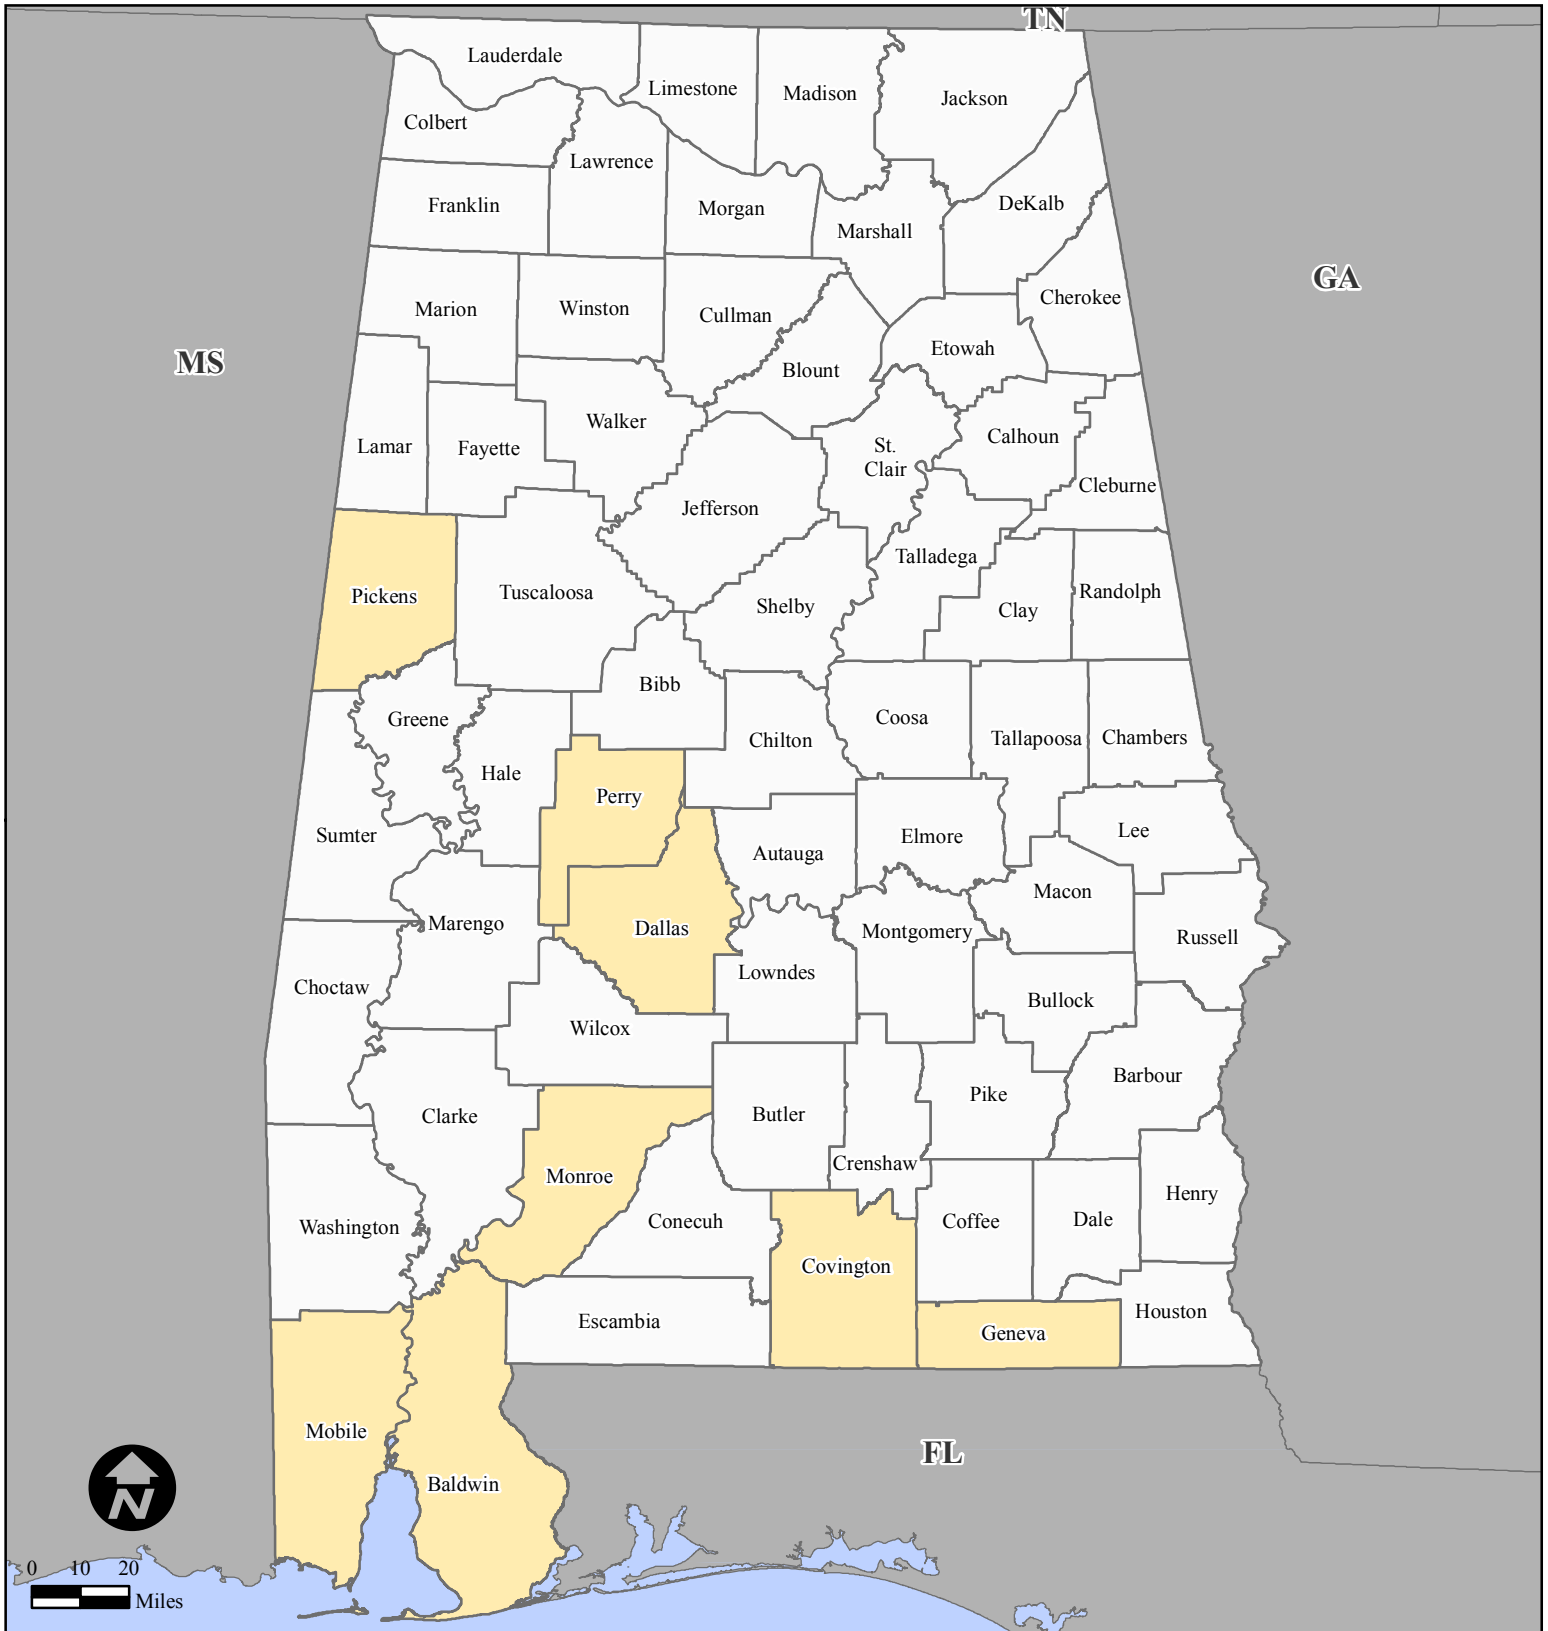 TN
Lauderdale
Limestone
Madison
Jackson
Colbert
Lawrence
Franklin
Morgan
DeKalb
Marshall
GA
Cherokee
Marion
Winston
Cullman
Etowah
MS
Blount
Walker
Calhoun
Lamar
Fayette
St.
Clair
Cleburne
Jefferson
Talladega
Pickens
Tuscaloosa
Shelby
Clay
Randolph
Bibb
Greene
Coosa
Chilton
Tallapoosa
Chambers
Hale
Perry
Sumter
Autauga
Elmore
Lee
Macon
Marengo
Dallas
Montgomery
Russell
Choctaw
Lowndes
Bullock
Wilcox
Barbour
Clarke
Butler
Pike
Crenshaw
Monroe
Henry
Washington
Conecuh
Coffee
Dale
Covington
Escambia
Geneva
Houston
Mobile
FL
Baldwin
N
0 10 20
Miles